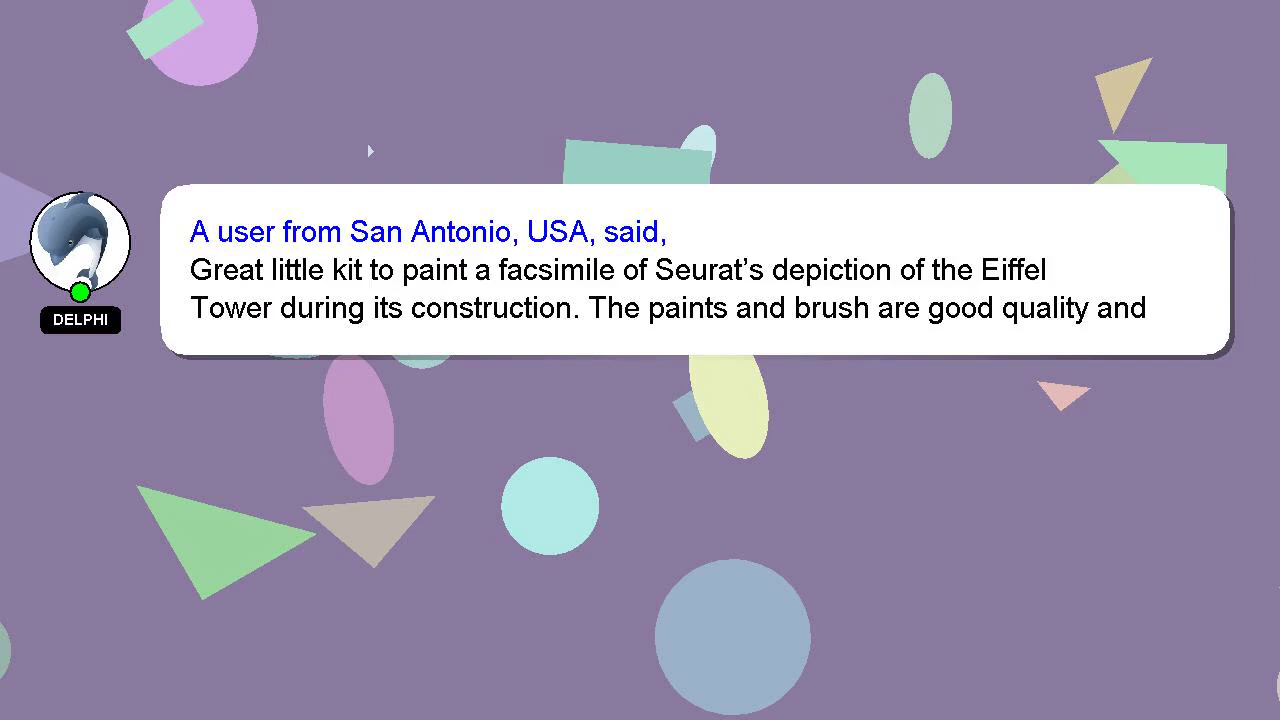 A user from San Antonio, USA, said,
Great little kit to paint a facsimile of Seurat’s depiction of the Eiffel
Tower during its construction. The paints and brush are good quality and
DELPHI